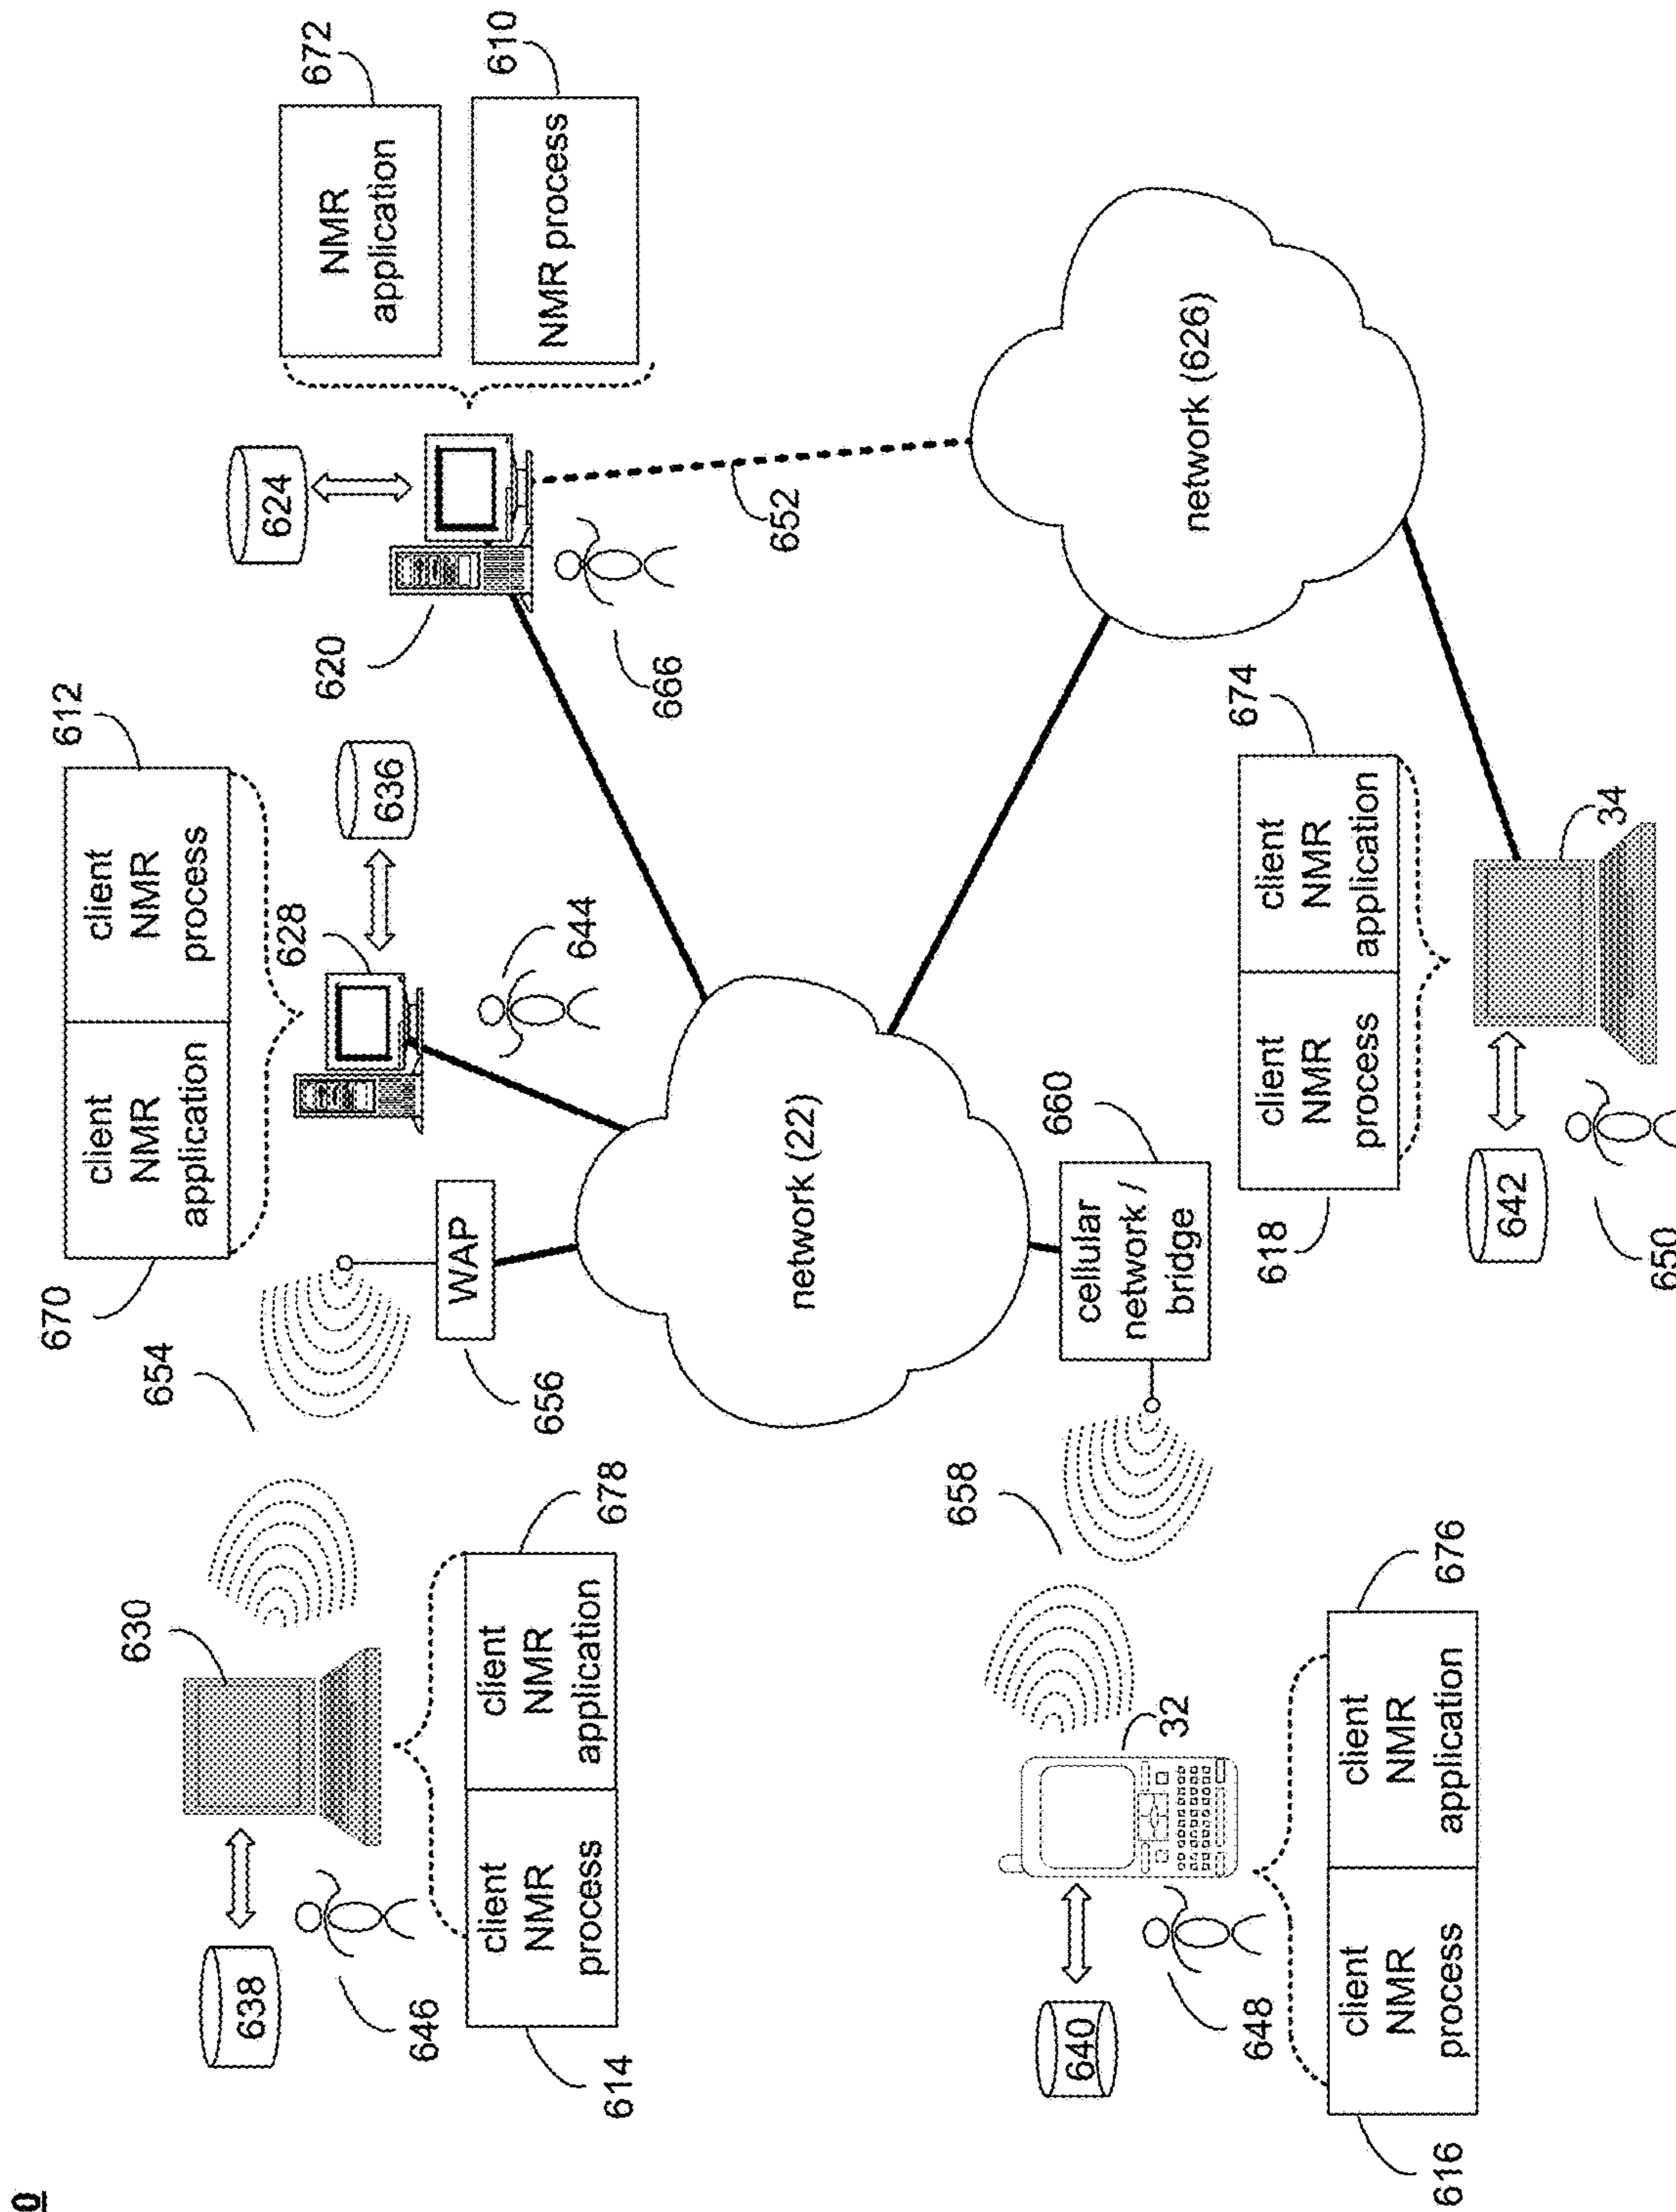 0
670
612
client
NMR
application
client
NMR
process
654
630
638
646
614
678
client
NMR
process
client
NMR
application
656
WAP
628
636
644
620
624
666
672
610
NMR
application
NMR process
652
network (22)
network (626)
658
660
cellular
network /
bridge
32
640
648
616
676
client
NMR
process
client
NMR
application
618
674
client
NMR
process
client
NMR
application
34
642
650